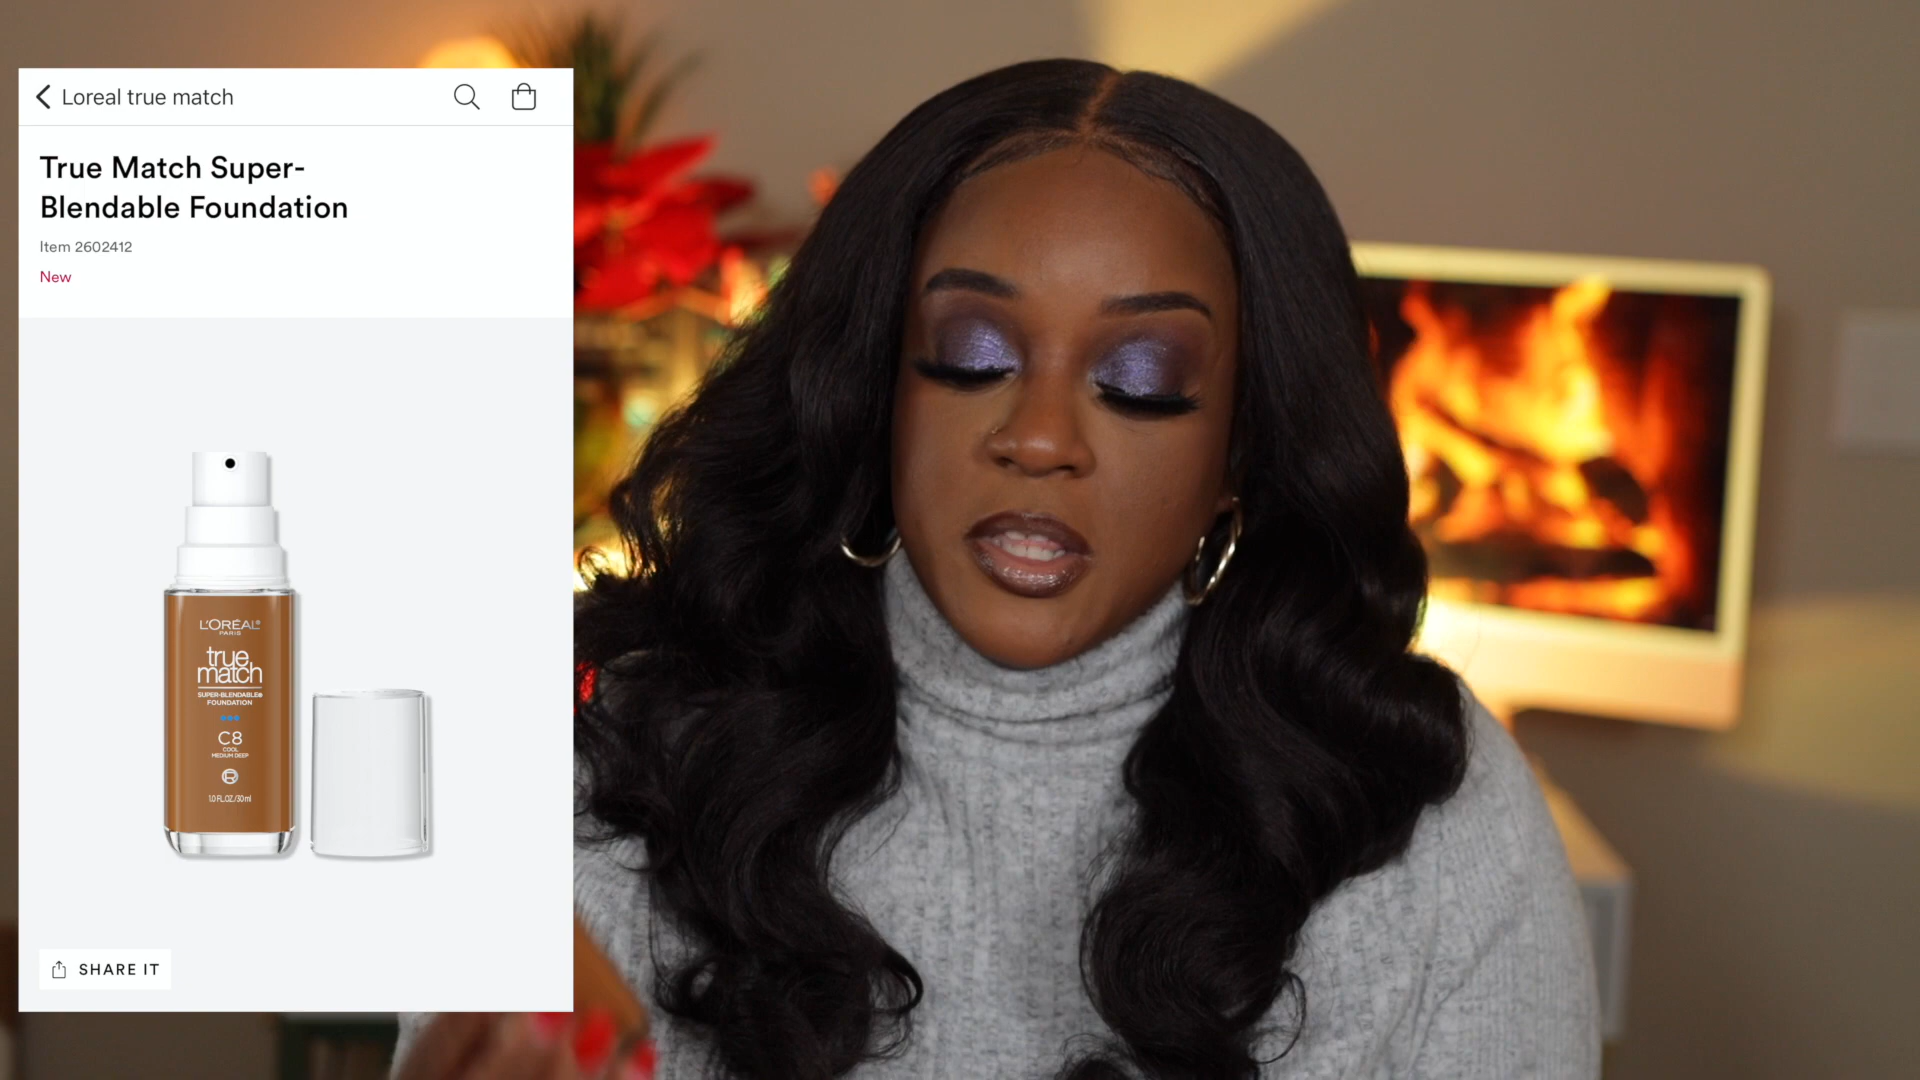 Loreal true match
True Match Super-
Blendable Foundation
Item 2602412
New
L'ORÉAL®
PARIS
true
match
SUPER-BLENDABLE®
FOUNDATION
C8
COOL
MEDIUM DEEP
1.0 FL.OZ./30ml
SHARE IT